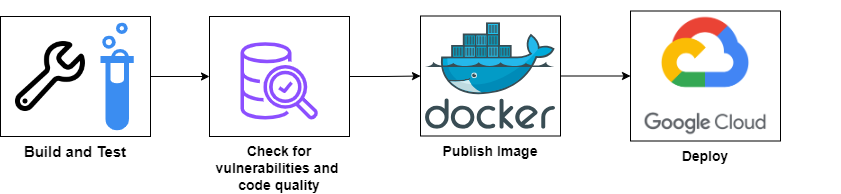 docker
Google Cloud
Build and Test
Check for
vulnerabilities and
code quality
Publish Image
Deploy